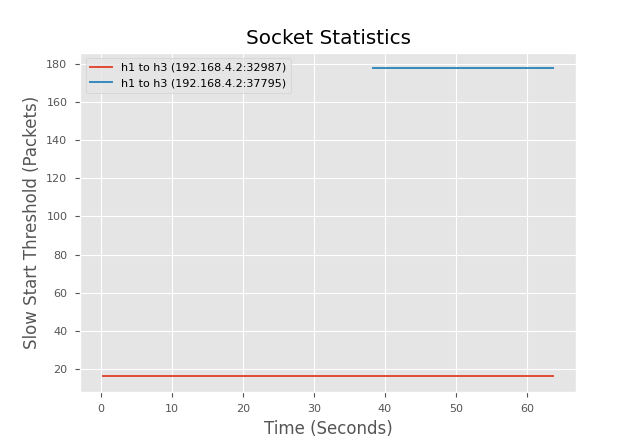 Socket Statistics
h1 to h3 (192.168.4.2:32987)
h1 to h3 (192.168.4.2:37795)
Slow Start Threshold (Packets)
180
160
140
120
100
80
60
40
20
0 10 20 30 40 50 60
Time (Seconds)